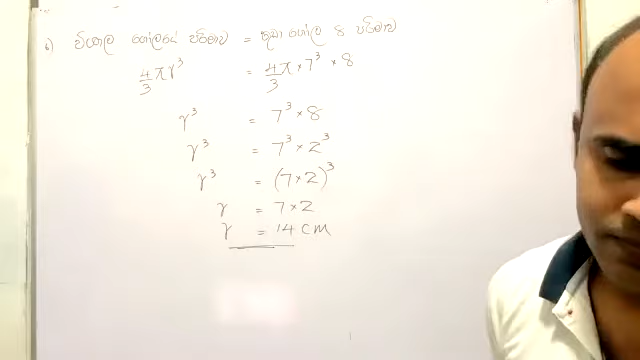 6) විශාල ගෝලයේ පරිමාව = කුඩා ගෝල 8 පරිමාව
4/3 πr³ = 4/3 π × 7³ × 8
r³ = 7³ × 8
r³ = 7³ × 2³
r³ = (7×2)³
r = 7×2
r = 14 cm